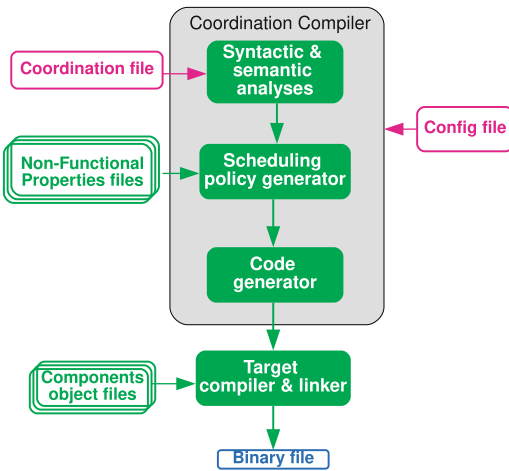 Coordination Compiler
Syntactic &
semantic
analyses
Coordination file
Config file
Non-Functional
Properties files
Scheduling
policy generator
Code
generator
Target
compiler & linker
Components
object files
Binary file